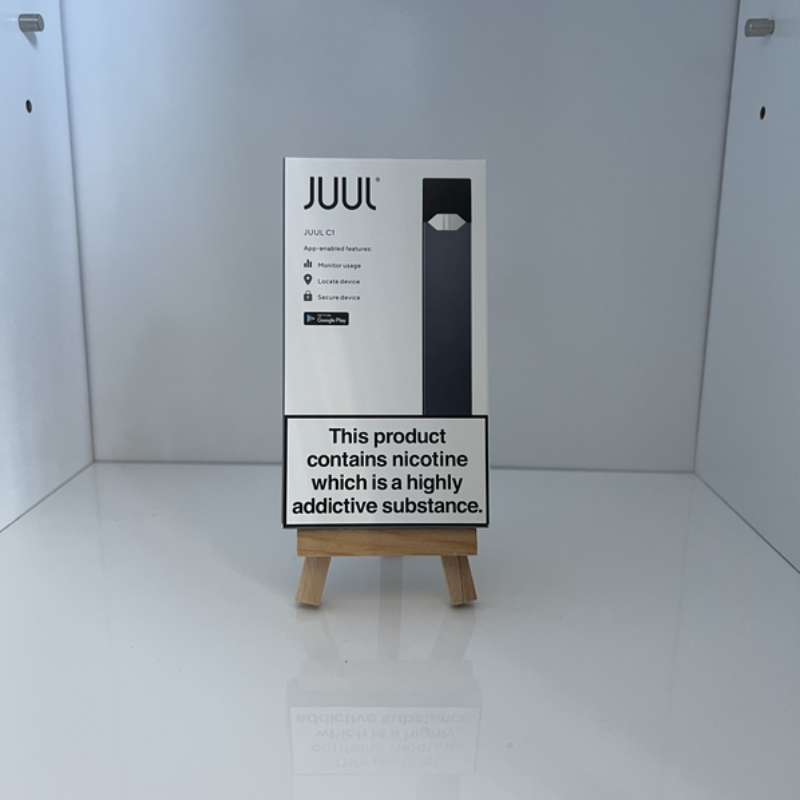 JUUL
JUUL C1
App-enabled features:
Monitor usage
Locate device
Secure device
Google Play
This product
contains nicotine
which is a highly
addictive substance.